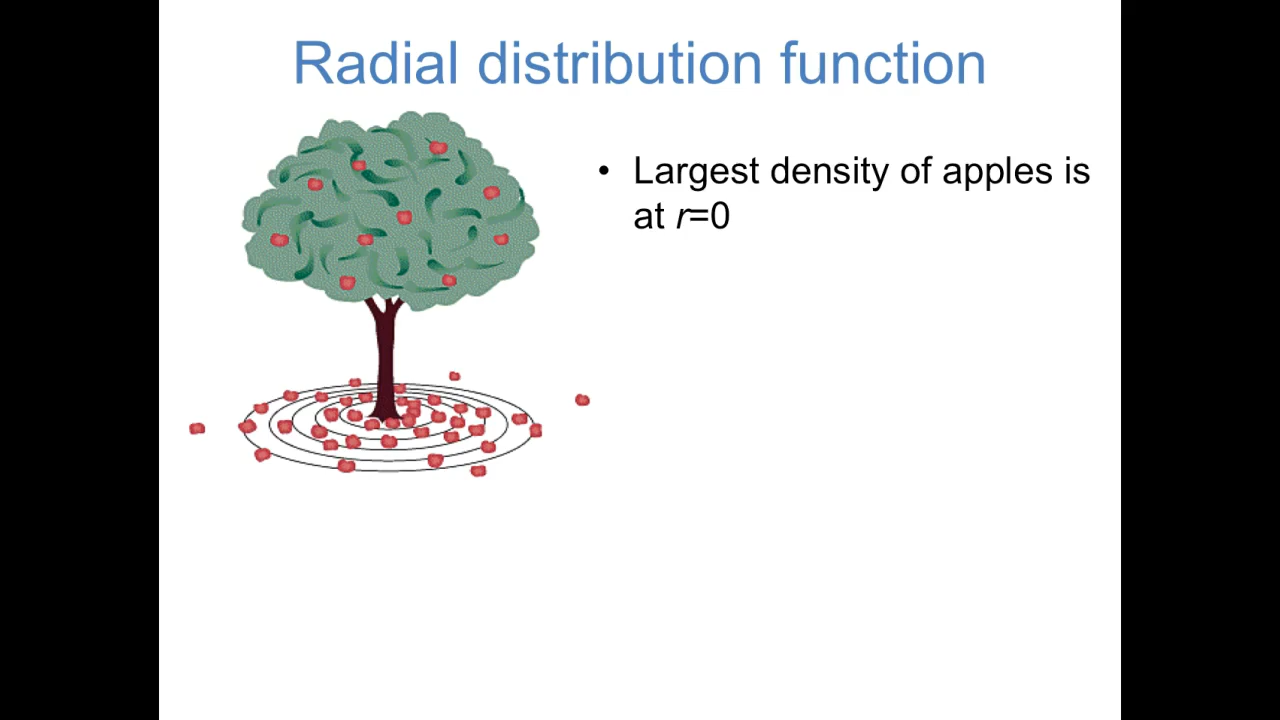 Radial distribution function
• Largest density of apples is
at r=0